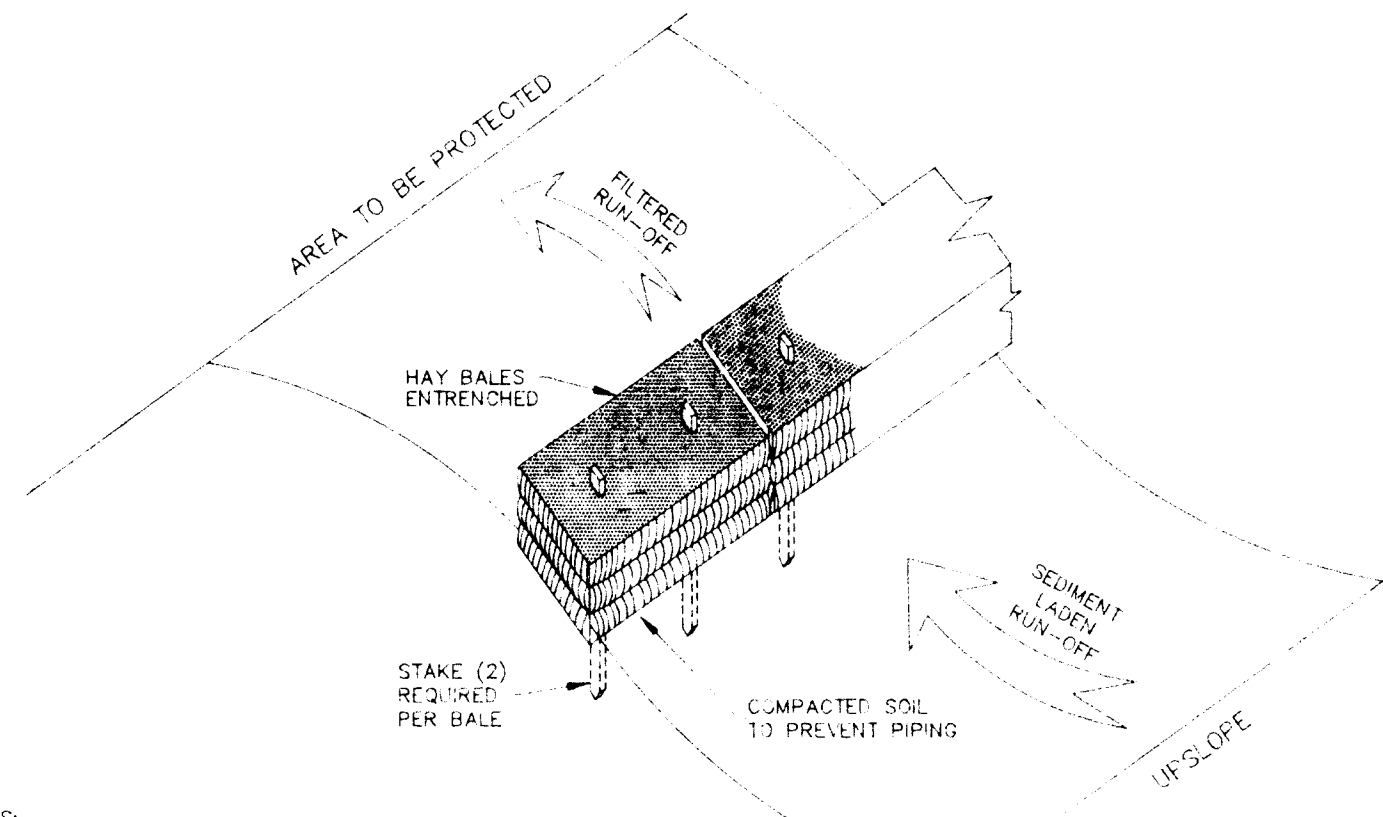 AREA TO BE PROTECTED
FILTERED
RUN-OFF
HAY BALES
ENTRENCHED
SEDIMENT
LADEN
RUN-OFF
STAKE (2)
REQUIRED
PER BALE
COMPACTED SOIL
TO PREVENT PIPING
UPSLOPE